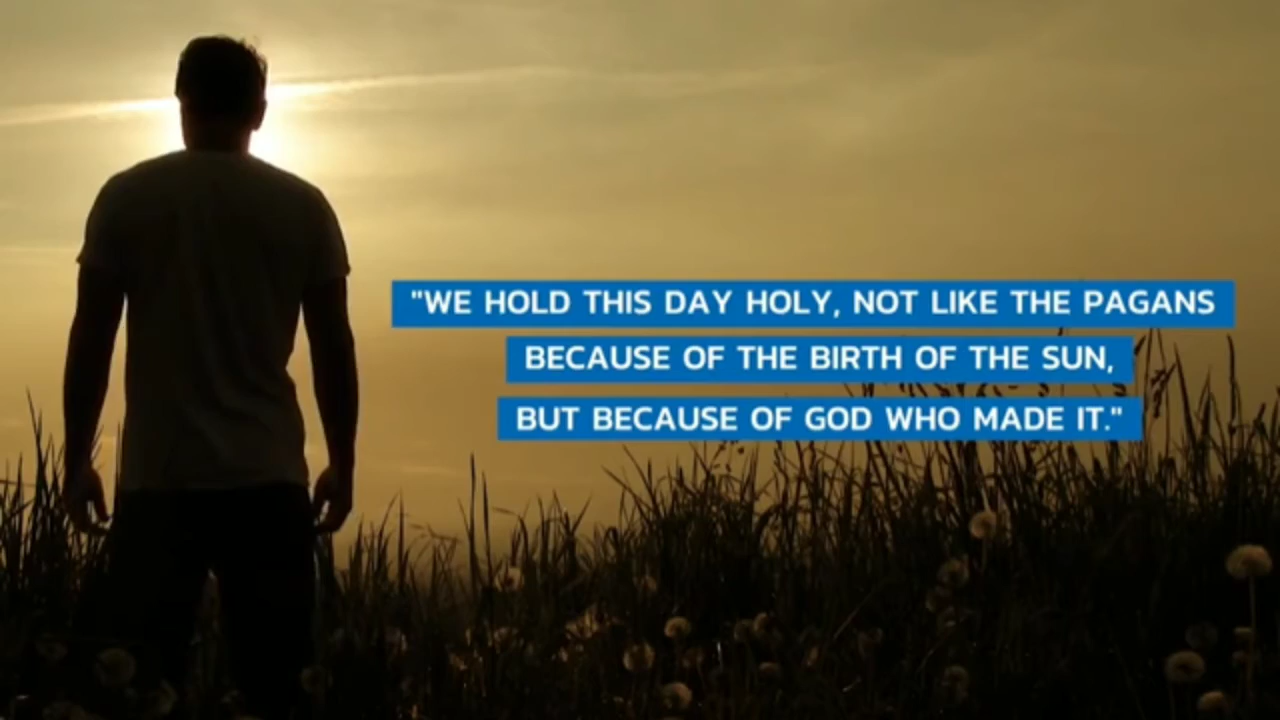 "WE HOLD THIS DAY HOLY, NOT LIKE THE PAGANS
BECAUSE OF THE BIRTH OF THE SUN,
BUT BECAUSE OF GOD WHO MADE IT."